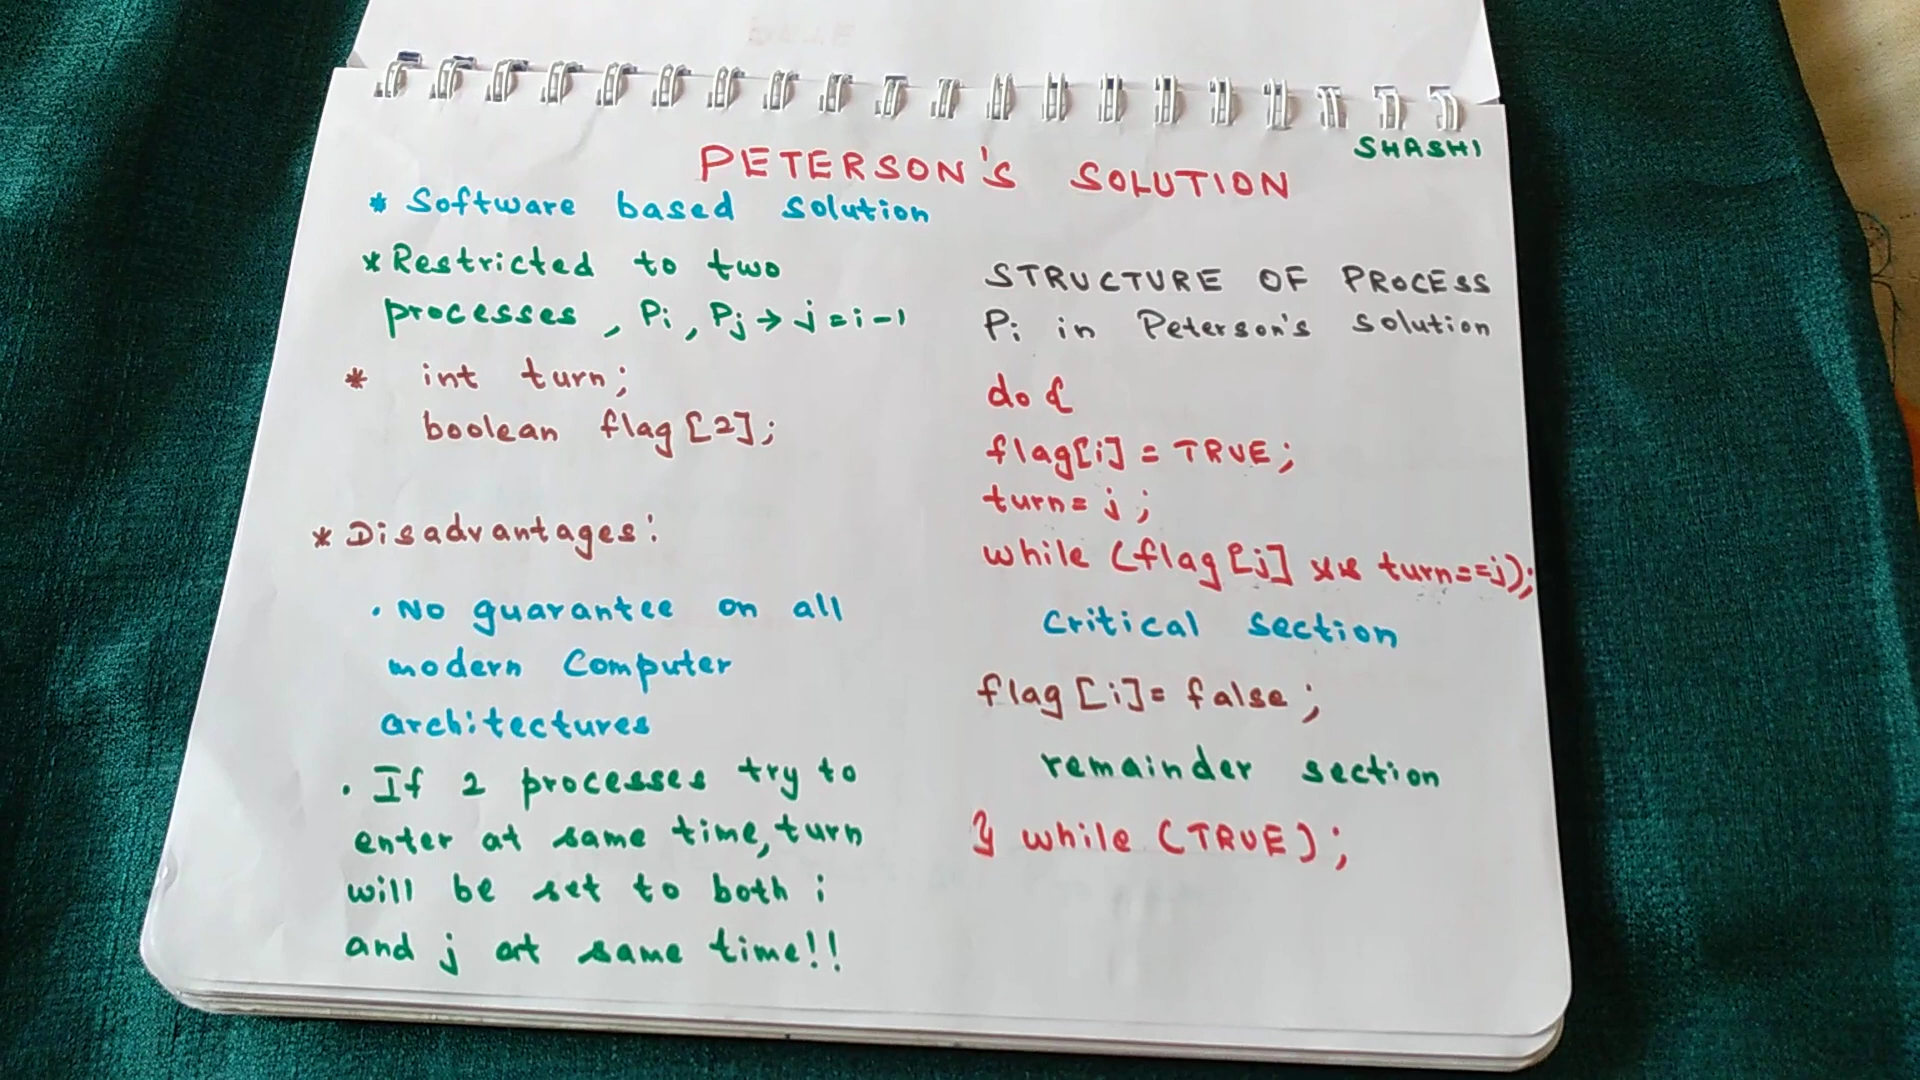 SHASHI
PETERSON'S SOLUTION
* Software based solution
* Restricted to two
processes, Pi, Pj → j=i-1
* int turn;
boolean flag[2];
* Disadvantages:
. No guarantee on all
modern Computer
architectures
. If 2 processes try to
enter at same time, turn
will be set to both i
and j at same time!!
STRUCTURE OF PROCESS
Pi in Peterson's solution
do {
flag[i] = TRUE;
turn= j;
while (flag[j] && turn==j);
critical section
flag[i]= false;
remainder section
} while (TRUE);